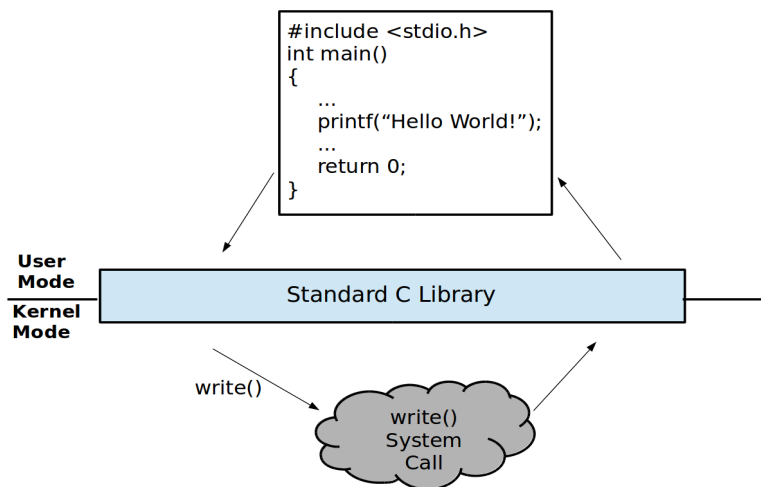 #include <stdio.h>
int main()
{
...
printf(“Hello World!”);
...
return 0;
}
User
Mode
Standard C Library
Kernel
Mode
write()
write()
System
Call